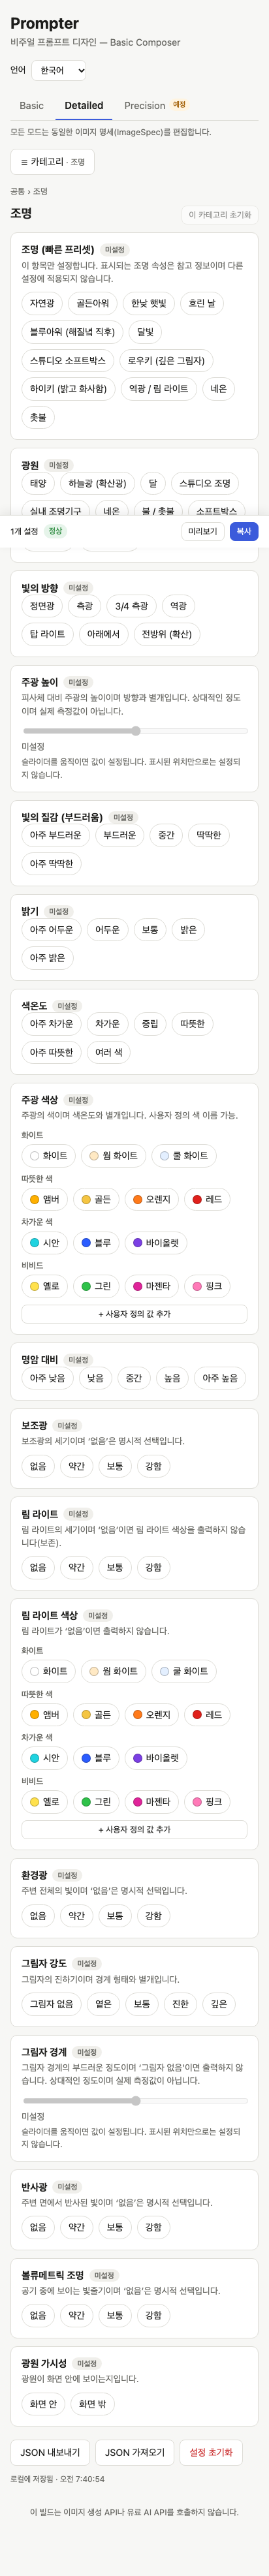 Prompter
비주얼 프롬프트 디자인 — Basic Composer
언어 한국어
Basic Detailed Precision 예정
모든 모드는 동일한 이미지 명세(ImageSpec)를 편집합니다.
≡ 카테고리 · 조명
공통 › 조명
조명 이 카테고리 초기화
조명 (빠른 프리셋) 미설정
이 항목만 설정합니다. 표시되는 조명 속성은 참고 정보이며 다른
설정에 적용되지 않습니다.
자연광 골든아워 한낮 햇빛 흐린 날
블루아워 (해질녘 직후) 달빛
스튜디오 소프트박스 로우키 (깊은 그림자)
하이키 (밝고 화사함) 역광 / 림 라이트 네온
촛불
광원 미설정
태양 하늘광 (확산광) 달 스튜디오 조명
실내 조명기구 네온 불 / 촛불 소프트박스
1개 설정 정상 미리보기 복사
빛의 방향 미설정
정면광 측광 3/4 측광 역광
탑 라이트 아래에서 전방위 (확산)
주광 높이 미설정
피사체 대비 주광의 높이이며 방향과 별개입니다. 상대적인 정도
이며 실제 측정값이 아닙니다.
미설정
슬라이더를 움직이면 값이 설정됩니다. 표시된 위치만으로는 설정되
지 않습니다.
빛의 질감 (부드러움) 미설정
아주 부드러운 부드러운 중간 딱딱한
아주 딱딱한
밝기 미설정
아주 어두운 어두운 보통 밝은
아주 밝은
색온도 미설정
아주 차가운 차가운 중립 따뜻한
아주 따뜻한 여러 색
주광 색상 미설정
주광의 색이며 색온도와 별개입니다. 사용자 정의 색 이름 가능.
화이트
화이트 웜 화이트 쿨 화이트
따뜻한 색
앰버 골든 오렌지 레드
차가운 색
시안 블루 바이올렛
비비드
옐로 그린 마젠타 핑크
+ 사용자 정의 값 추가
명암 대비 미설정
아주 낮음 낮음 중간 높음 아주 높음
보조광 미설정
보조광의 세기이며 ‘없음’은 명시적 선택입니다.
없음 약간 보통 강함
림 라이트 미설정
림 라이트의 세기이며 ‘없음’이면 림 라이트 색상을 출력하지 않습
니다(보존).
없음 약간 보통 강함
림 라이트 색상 미설정
림 라이트가 ‘없음’이면 출력하지 않습니다.
화이트
화이트 웜 화이트 쿨 화이트
따뜻한 색
앰버 골든 오렌지 레드
차가운 색
시안 블루 바이올렛
비비드
옐로 그린 마젠타 핑크
+ 사용자 정의 값 추가
환경광 미설정
주변 전체의 빛이며 ‘없음’은 명시적 선택입니다.
없음 약간 보통 강함
그림자 강도 미설정
그림자의 진하기이며 경계 형태와 별개입니다.
그림자 없음 옅은 보통 진한 깊은
그림자 경계 미설정
그림자 경계의 부드러운 정도이며 ‘그림자 없음’이면 출력하지 않
습니다. 상대적인 정도이며 실제 측정값이 아닙니다.
미설정
슬라이더를 움직이면 값이 설정됩니다. 표시된 위치만으로는 설정되
지 않습니다.
반사광 미설정
주변 면에서 반사된 빛이며 ‘없음’은 명시적 선택입니다.
없음 약간 보통 강함
볼류메트릭 조명 미설정
공기 중에 보이는 빛줄기이며 ‘없음’은 명시적 선택입니다.
없음 약간 보통 강함
광원 가시성 미설정
광원이 화면 안에 보이는지입니다.
화면 안 화면 밖
JSON 내보내기 JSON 가져오기 설정 초기화
로컬에 저장됨 · 오전 7:40:54
이 빌드는 이미지 생성 API나 유료 AI API를 호출하지 않습니다.